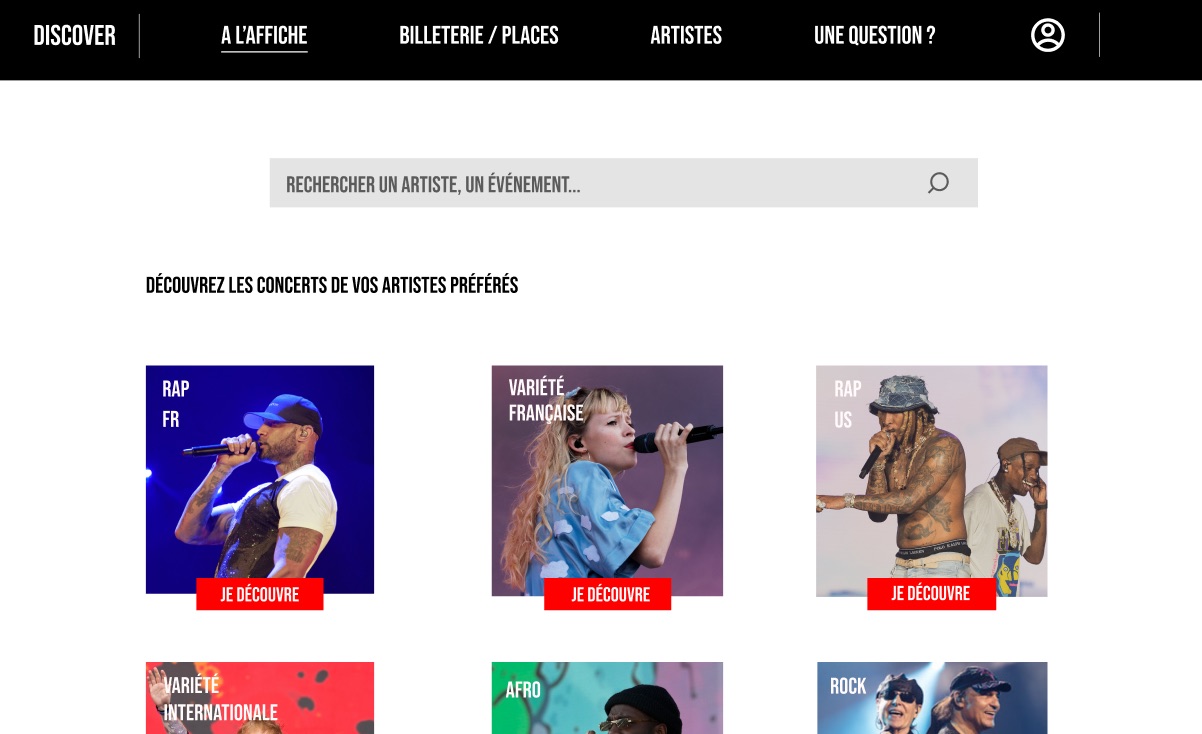 DISCOVER
A L'AFFICHE
BILLETERIE / PLACES
ARTISTES
UNE QUESTION ?
RECHERCHER UN ARTISTE, UN ÉVÉNEMENT...
DÉCOUVREZ LES CONCERTS DE VOS ARTISTES PRÉFÉRÉS
RAP
FR
JE DÉCOUVRE
VARIÉTÉ
FRANÇAISE
JE DÉCOUVRE
RAP
US
JE DÉCOUVRE
VARIÉTÉ
INTERNATIONALE
AFRO
ROCK